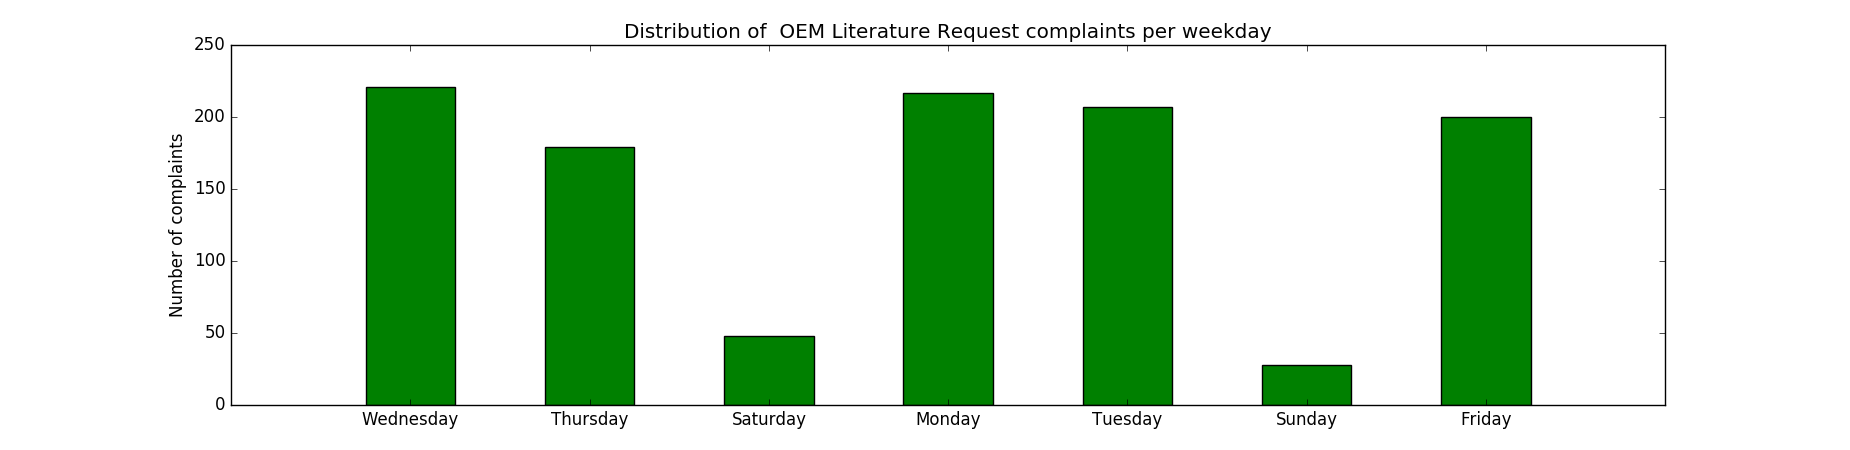 Distribution of  OEM Literature Request complaints per weekday
Number of complaints
250
200
150
100
50
0
Wednesday Thursday Saturday Monday Tuesday Sunday Friday